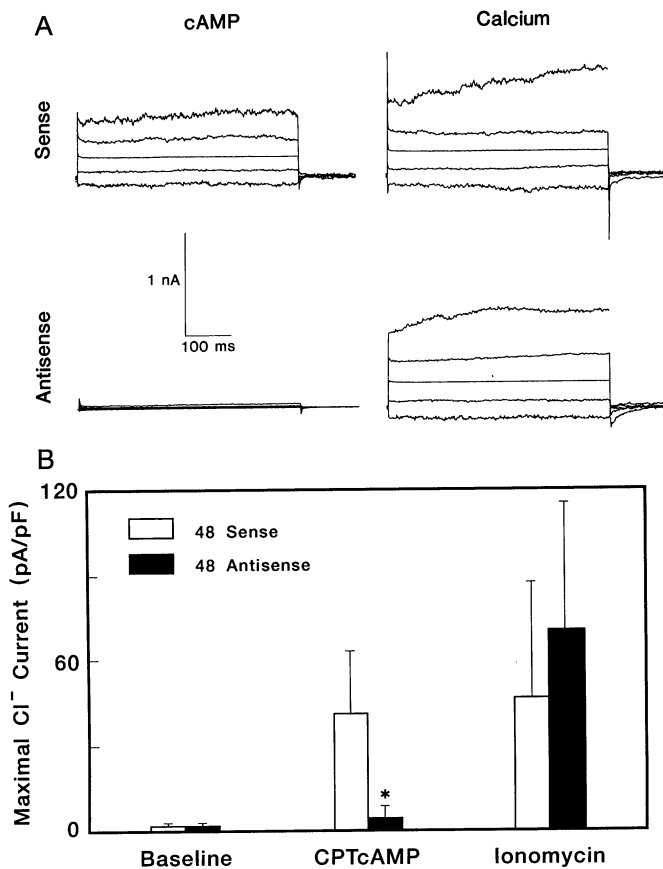 A
cAMP
Calcium
Sense
1 nA
100 ms
Antisense
B
Maximal Cl⁻ Current (pA/pF)
120
60
0
48 Sense
48 Antisense
*
Baseline
CPTcAMP
Ionomycin